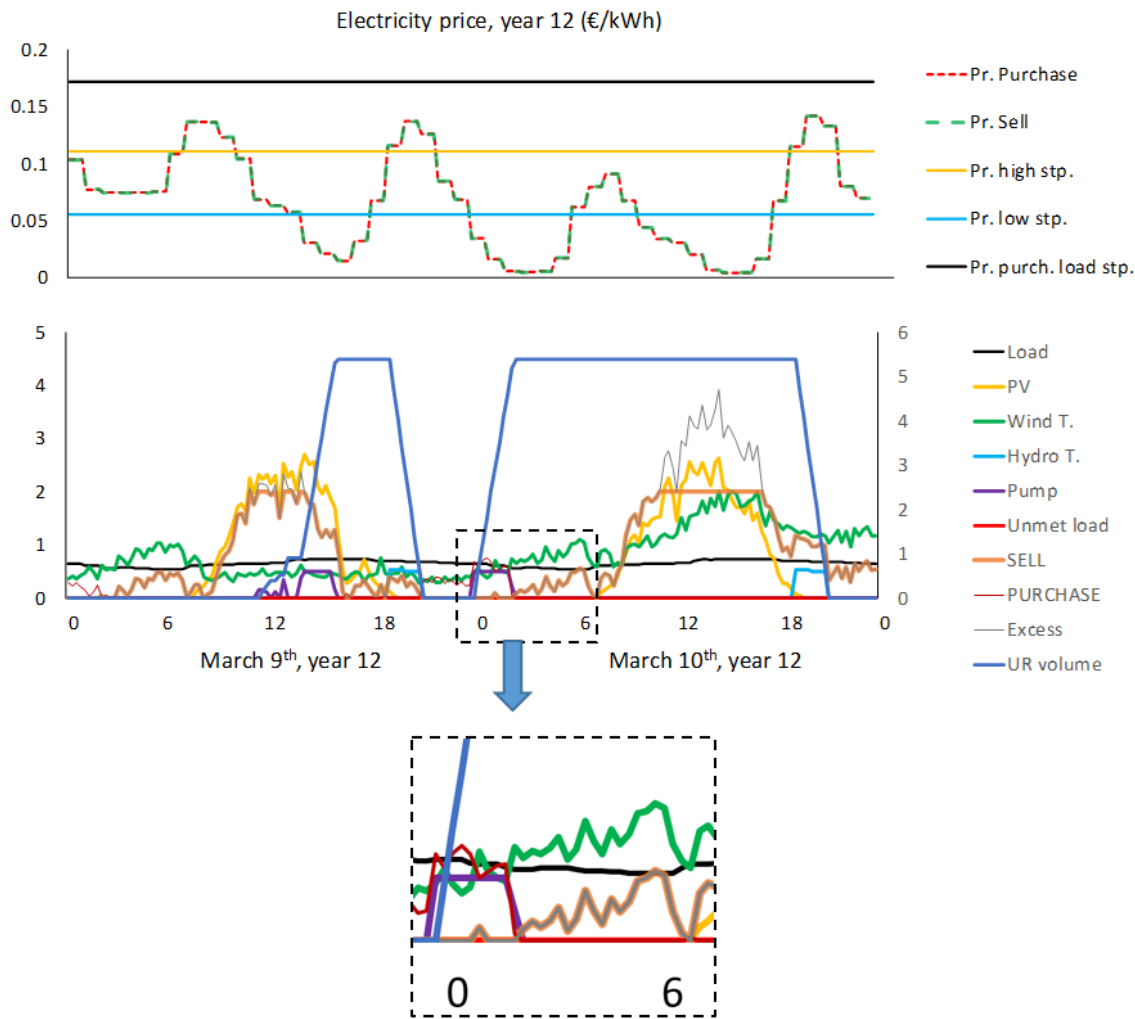 Electricity price, year 12 (€/kWh)
0.2
0.15
0.1
0.05
0
Pr. Purchase
Pr. Sell
Pr. high stp.
Pr. low stp.
Pr. purch. load stp.
5
4
3
2
1
0
6
5
4
3
2
1
0
0 6 12 18 0 6 12 18 0
March 9th, year 12 March 10th, year 12
Load
PV
Wind T.
Hydro T.
Pump
Unmet load
SELL
PURCHASE
Excess
UR volume
0 6